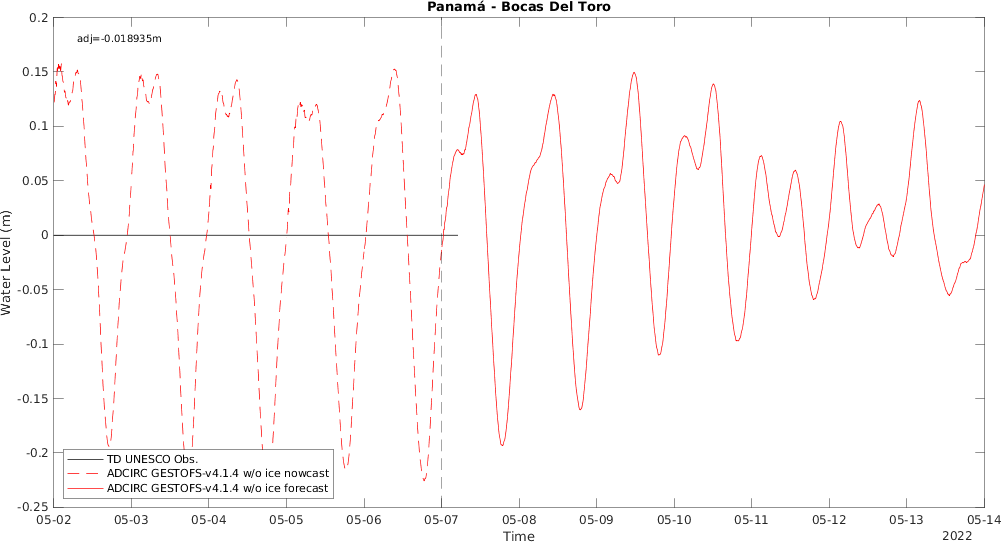 Panamá - Bocas Del Toro
adj=-0.018935m
0.2
0.15
0.1
0.05
0
-0.05
-0.1
-0.15
-0.2
-0.25
Water Level (m)
TD UNESCO Obs.
ADCIRC GESTOFS-v4.1.4 w/o ice nowcast
ADCIRC GESTOFS-v4.1.4 w/o ice forecast
05-02 05-03 05-04 05-05 05-06 05-07 05-08 05-09 05-10 05-11 05-12 05-13 05-14
Time
2022